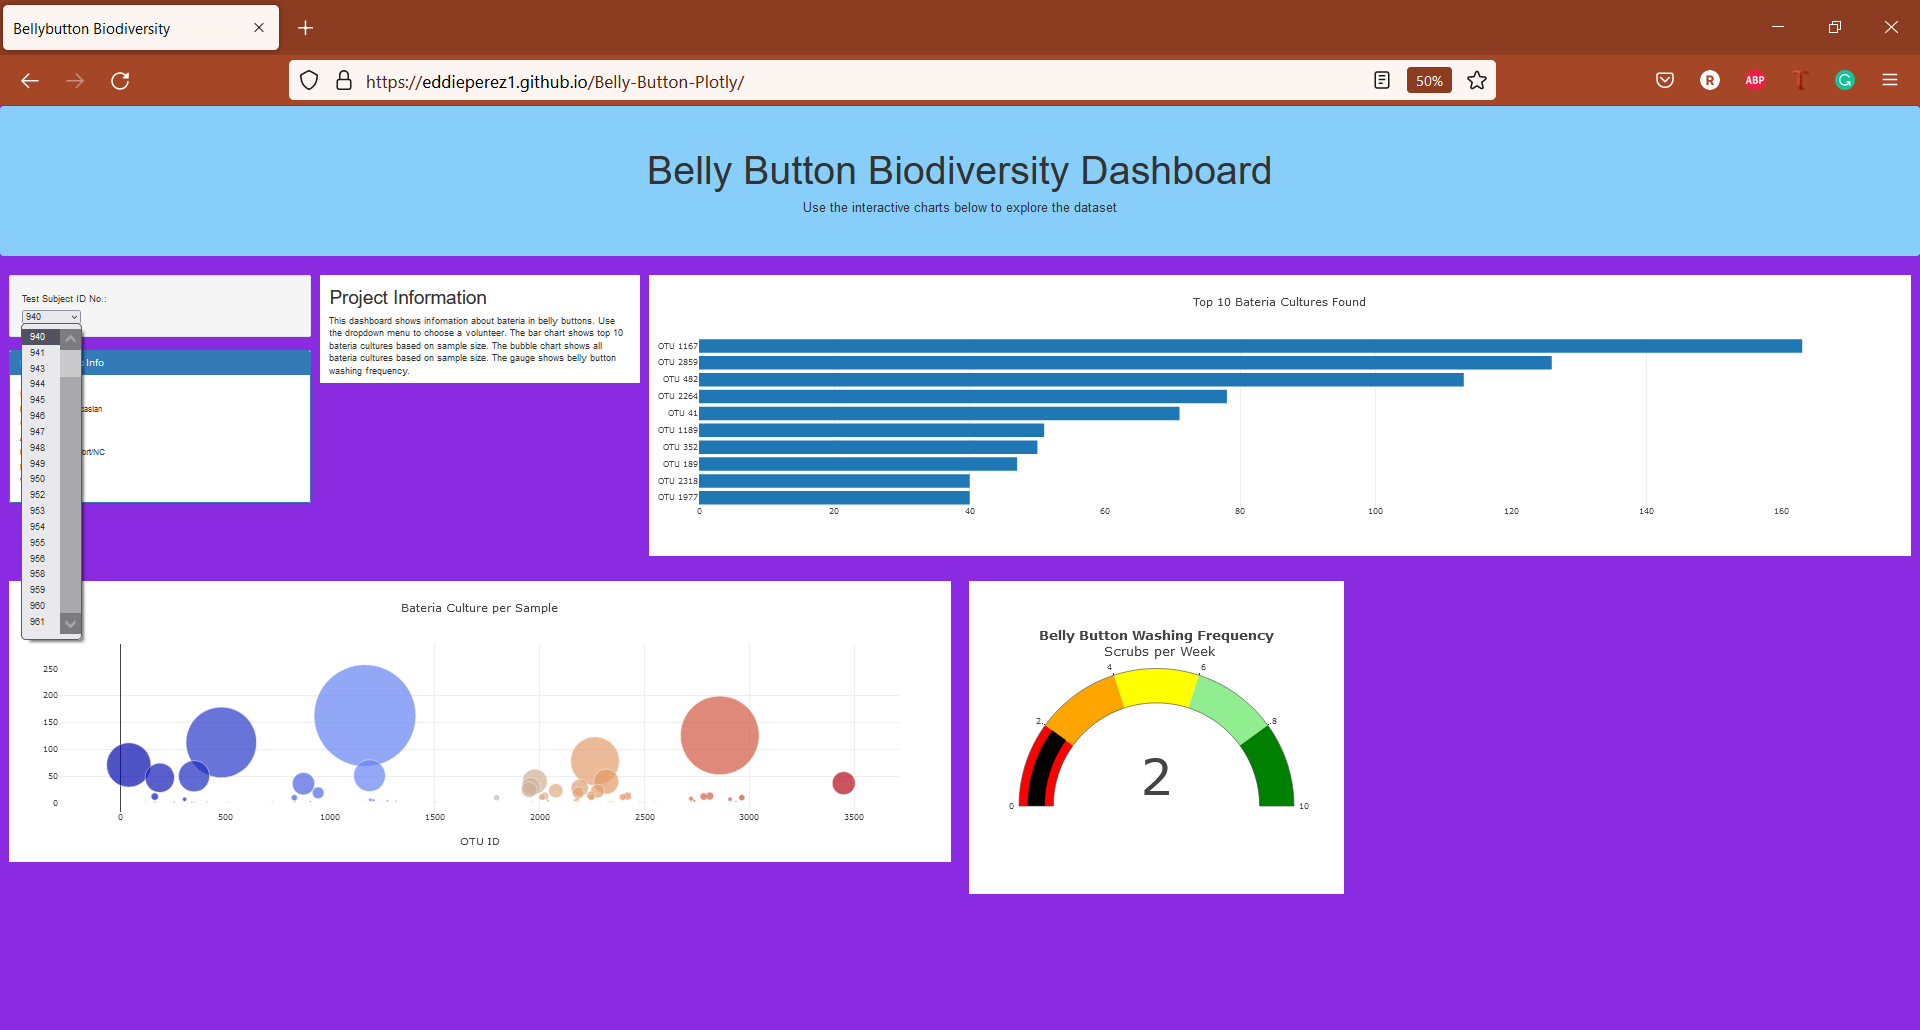 Bellybutton Biodiversity
https://eddieperez1.github.io/Belly-Button-Plotly/
50%
R
ABP
Belly Button Biodiversity Dashboard
Use the interactive charts below to explore the dataset
Test Subject ID No.:
940
940
941
943
944
945
946
947
948
949
950
952
953
954
955
956
958
959
960
961
Info
asian
ort/NC
Project Information
This dashboard shows infomation about bateria in belly buttons. Use
the dropdown menu to choose a volunteer. The bar chart shows top 10
bateria cultures based on sample size. The bubble chart shows all
bateria cultures based on sample size. The gauge shows belly button
washing frequency.
Top 10 Bateria Cultures Found
OTU 1167
OTU 2859
OTU 482
OTU 2264
OTU 41
OTU 1189
OTU 352
OTU 189
OTU 2318
OTU 1977
0 20 40 60 80 100 120 140 160
Bateria Culture per Sample
250
200
150
100
50
0
0 500 1000 1500 2000 2500 3000 3500
OTU ID
Belly Button Washing Frequency
Scrubs per Week
4 6
2 8
2
0 10